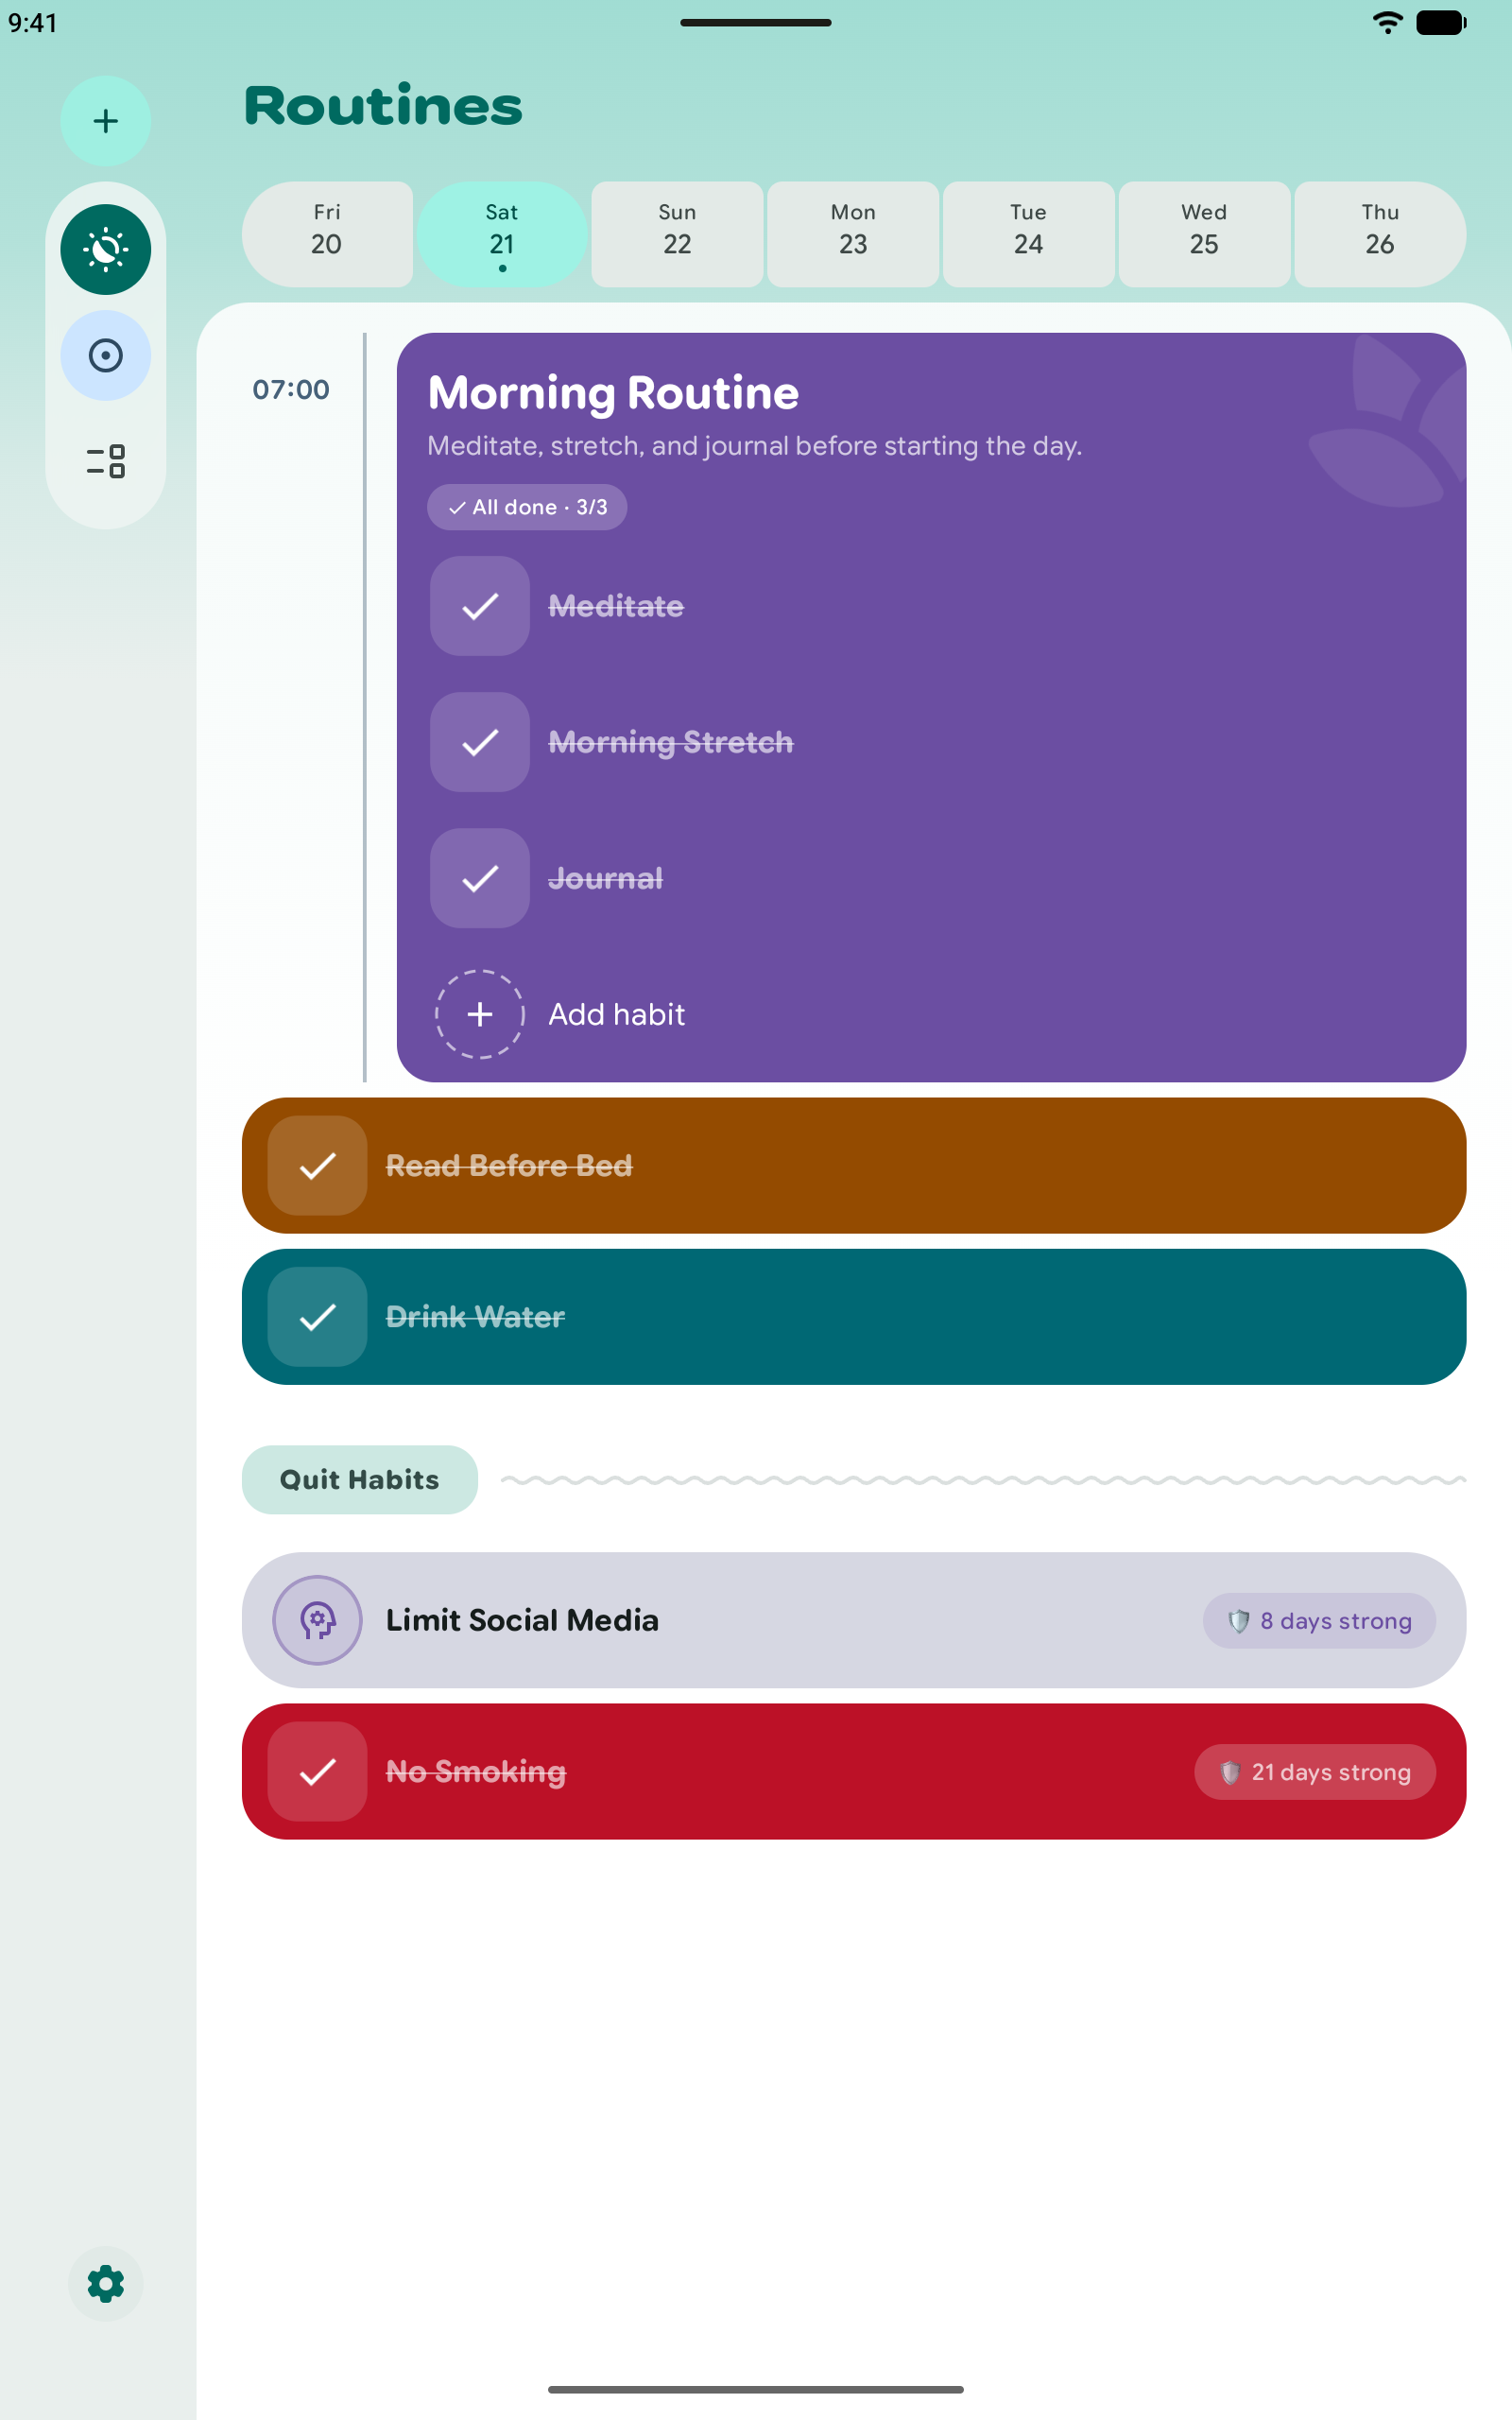 9:41
Routines
Fri
20
Sat
21
Sun
22
Mon
23
Tue
24
Wed
25
Thu
26
07:00
Morning Routine
Meditate, stretch, and journal before starting the day.
✓ All done · 3/3
Meditate
Morning Stretch
Journal
Add habit
Read Before Bed
Drink Water
Quit Habits
Limit Social Media
🛡️ 8 days strong
No Smoking
🛡️ 21 days strong